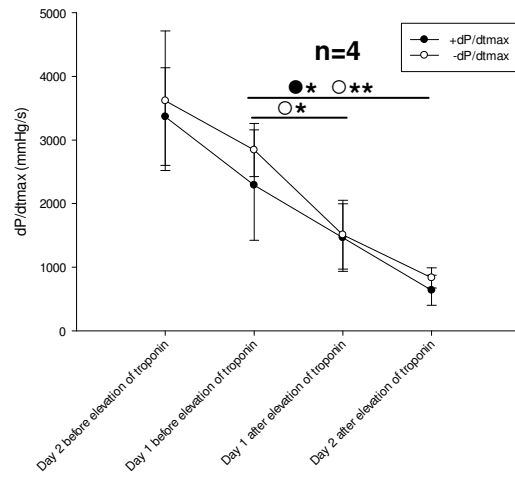 5000
n=4
+dP/dtmax
-dP/dtmax
4000
●* ○**
○*
3000
2000
1000
0
dP/dtmax (mmHg/s)
Day 2 before elevation of troponin
Day 1 before elevation of troponin
Day 1 after elevation of troponin
Day 2 after elevation of troponin